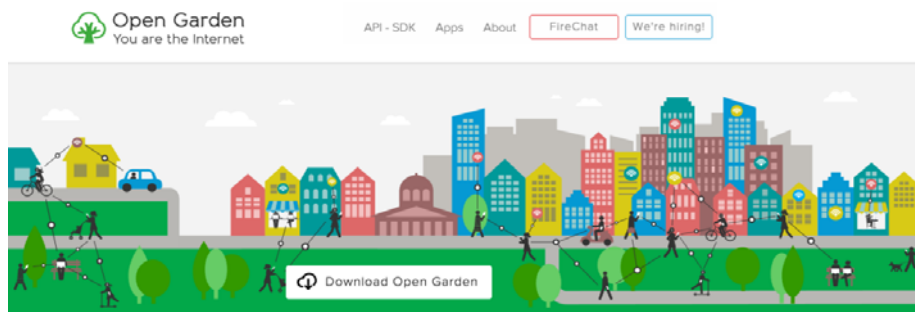 Open Garden
You are the Internet
API - SDK Apps About FireChat We're hiring!
Download Open Garden